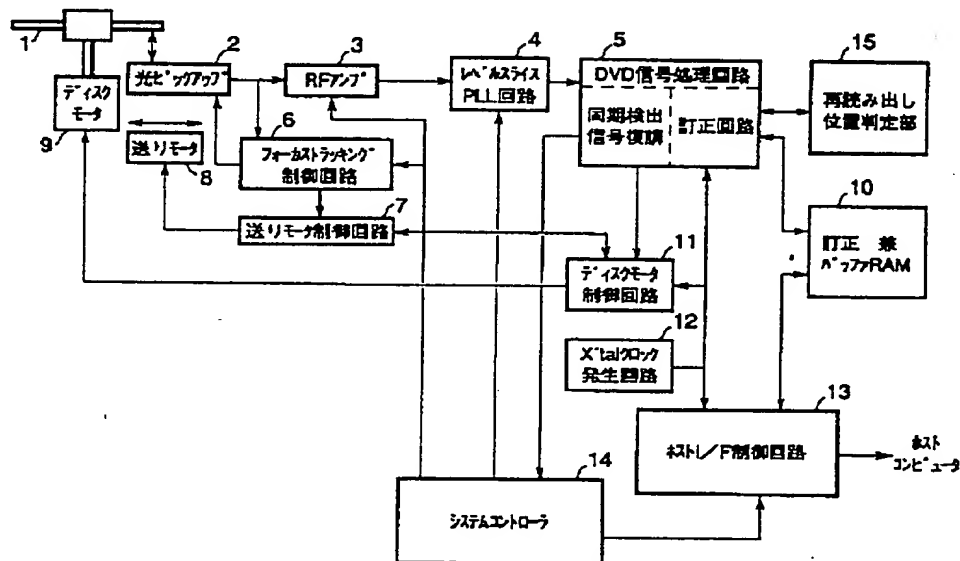 1
2
3
4
5
15
光ピックアップ
RFアンプ
レベルスライス
PLL回路
DVD信号処理回路
同期検出
信号復調
訂正回路
再読み出し
位置判定部
ディスク
モータ
9
送りモータ
8
6
フォーカストラッキング
制御回路
7
送りモータ制御回路
10
訂正 兼
バッファRAM
11
ディスクモータ
制御回路
12
X'talクロック
発生回路
13
ホストI/F制御回路
ホスト
コンピュータ
14
システムコントローラ